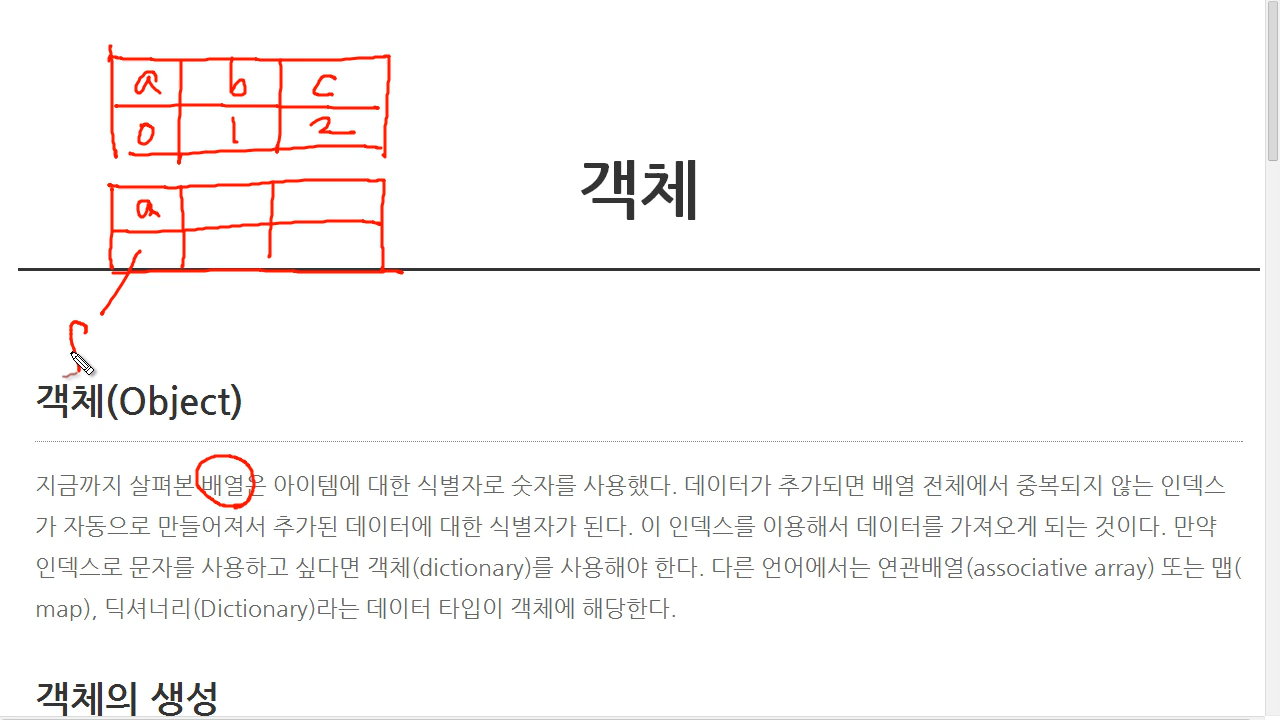 a b c
0 1 2
a
객체
객체(Object)
지금까지 살펴본 배열은 아이템에 대한 식별자로 숫자를 사용했다. 데이터가 추가되면 배열 전체에서 중복되지 않는 인덱스
가 자동으로 만들어져서 추가된 데이터에 대한 식별자가 된다. 이 인덱스를 이용해서 데이터를 가져오게 되는 것이다. 만약
인덱스로 문자를 사용하고 싶다면 객체(dictionary)를 사용해야 한다. 다른 언어에서는 연관배열(associative array) 또는 맵(
map), 딕셔너리(Dictionary)라는 데이터 타입이 객체에 해당한다.
객체의 생성